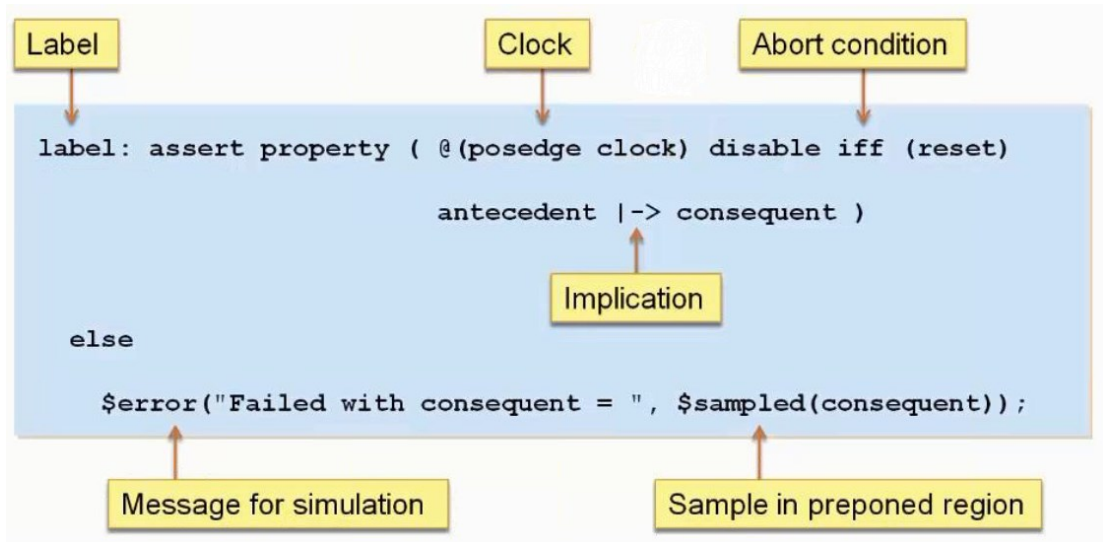 Label Clock Abort condition
label: assert property ( @(posedge clock) disable iff (reset)
antecedent |-> consequent )
Implication
else
$error("Failed with consequent = ", $sampled(consequent));
Message for simulation Sample in preponed region